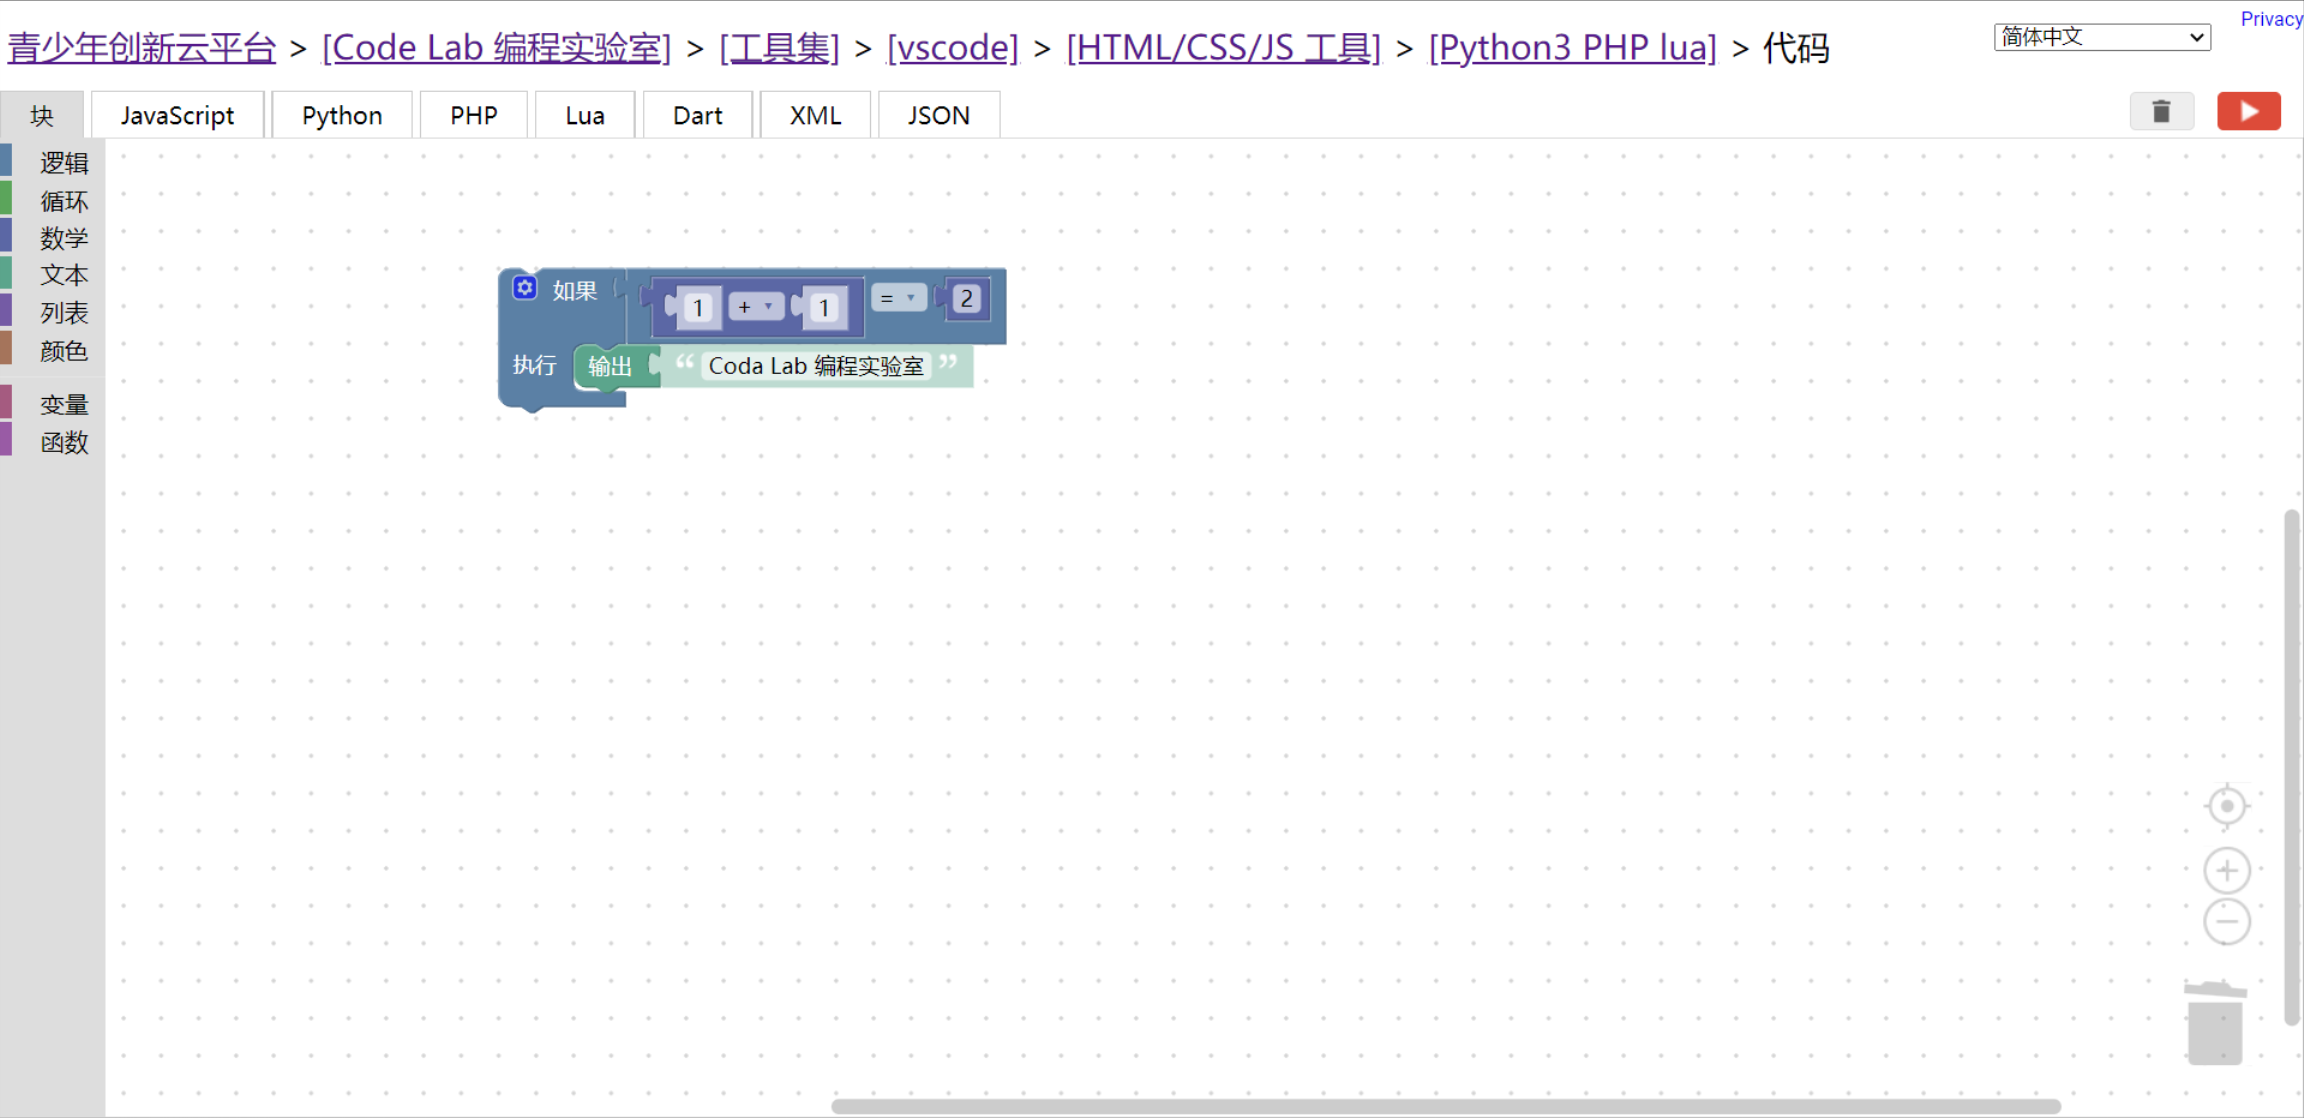 青少年创新云平台 > [Code Lab 编程实验室] > [工具集] > [vscode] > [HTML/CSS/JS 工具] > [Python3 PHP lua] > 代码
简体中文
Privacy
块 JavaScript Python PHP Lua Dart XML JSON
逻辑
循环
数学
文本
列表
颜色
变量
函数
如果 1 + 1 = 2
执行 输出 “ Coda Lab 编程实验室 ”